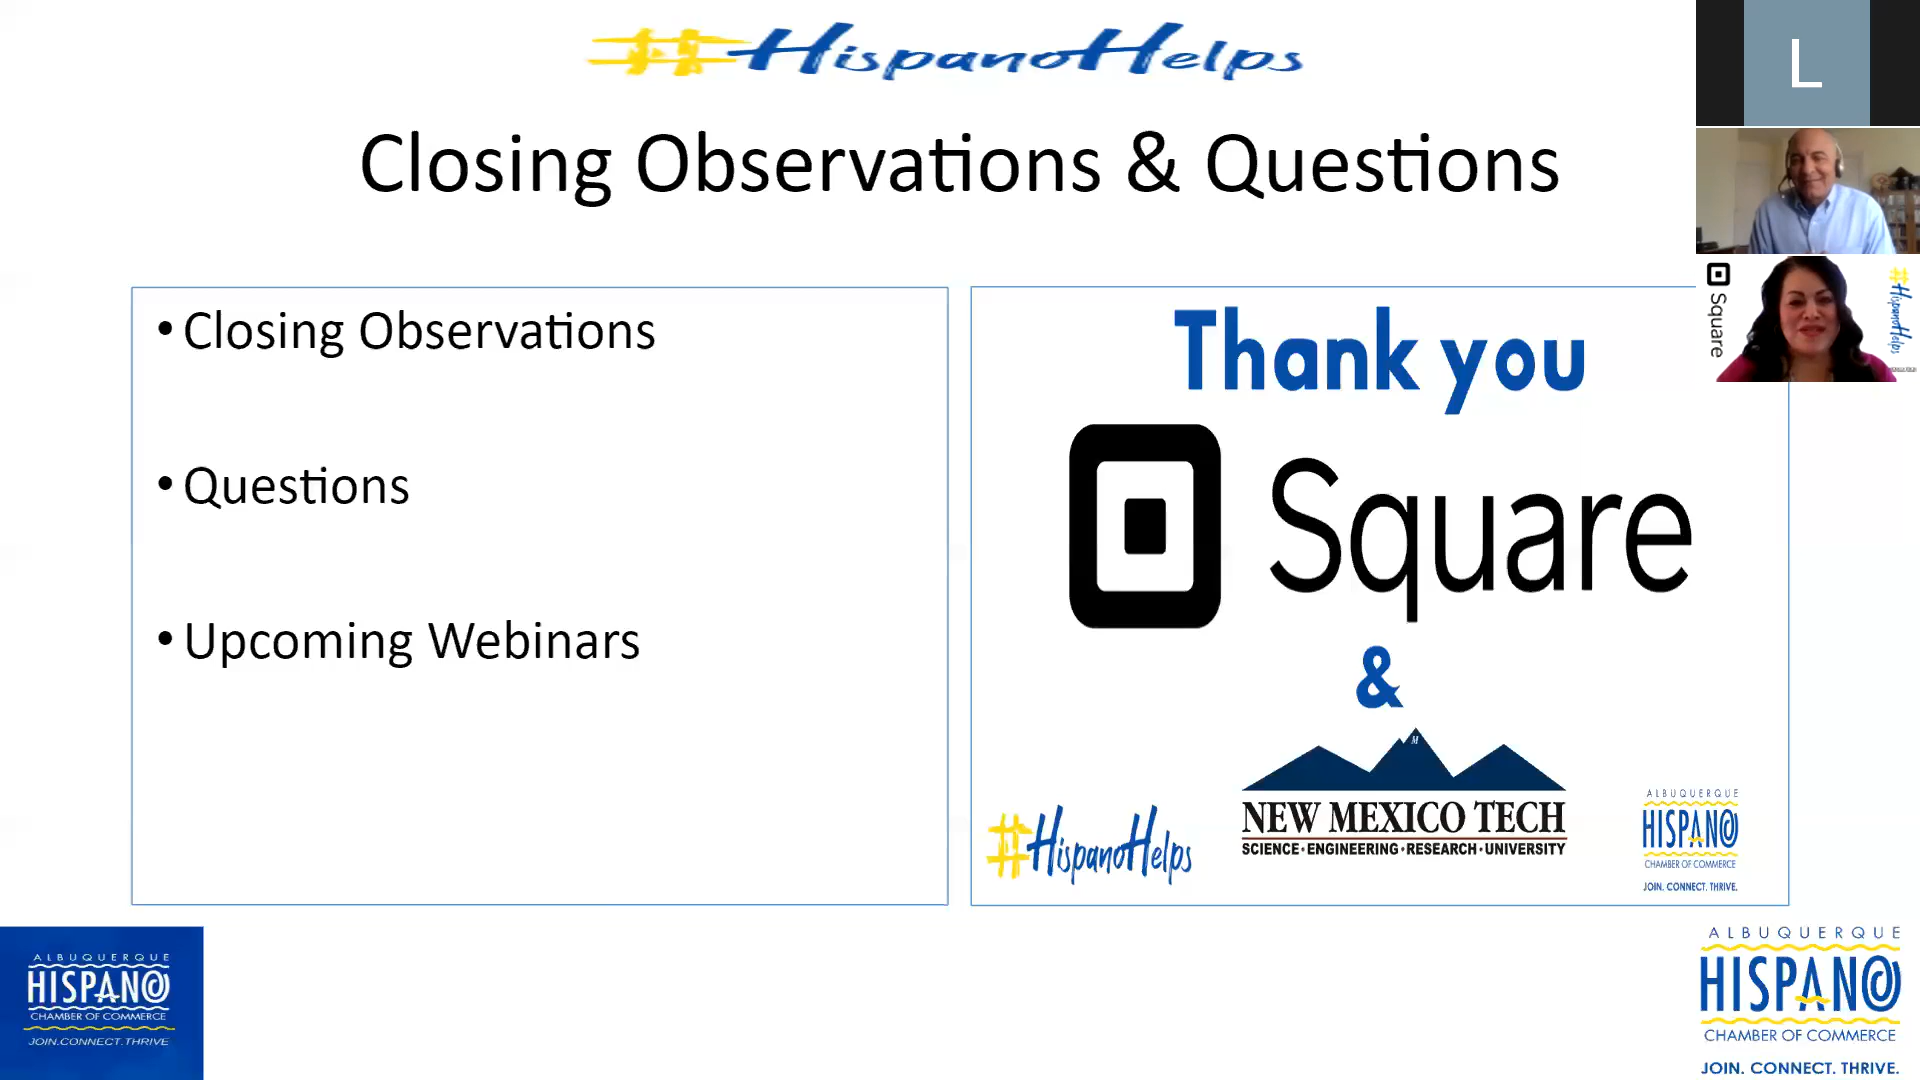 #HispanoHelps
Closing Observations & Questions
L
Square
#HispanoHelps
• Closing Observations
• Questions
• Upcoming Webinars
Thank you
Square
&
M
NEW MEXICO TECH
SCIENCE • ENGINEERING • RESEARCH • UNIVERSITY
#HispanoHelps
ALBUQUERQUE
HISPANO
CHAMBER OF COMMERCE
JOIN. CONNECT. THRIVE.
ALBUQUERQUE
HISPANO
CHAMBER OF COMMERCE
JOIN.CONNECT.THRIVE
ALBUQUERQUE
HISPANO
CHAMBER OF COMMERCE
JOIN. CONNECT. THRIVE.